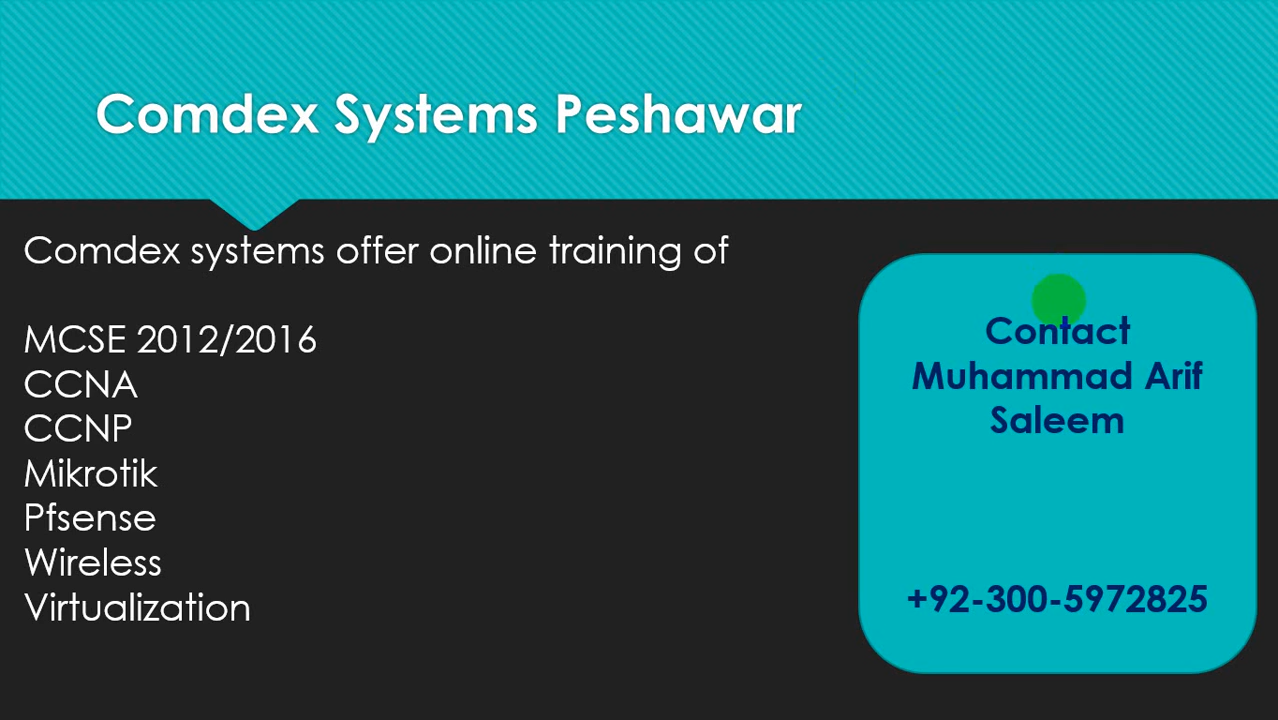 Comdex Systems Peshawar
Comdex systems offer online training of
MCSE 2012/2016
CCNA
CCNP
Mikrotik
Pfsense
Wireless
Virtualization
Contact
Muhammad Arif
Saleem
+92-300-5972825